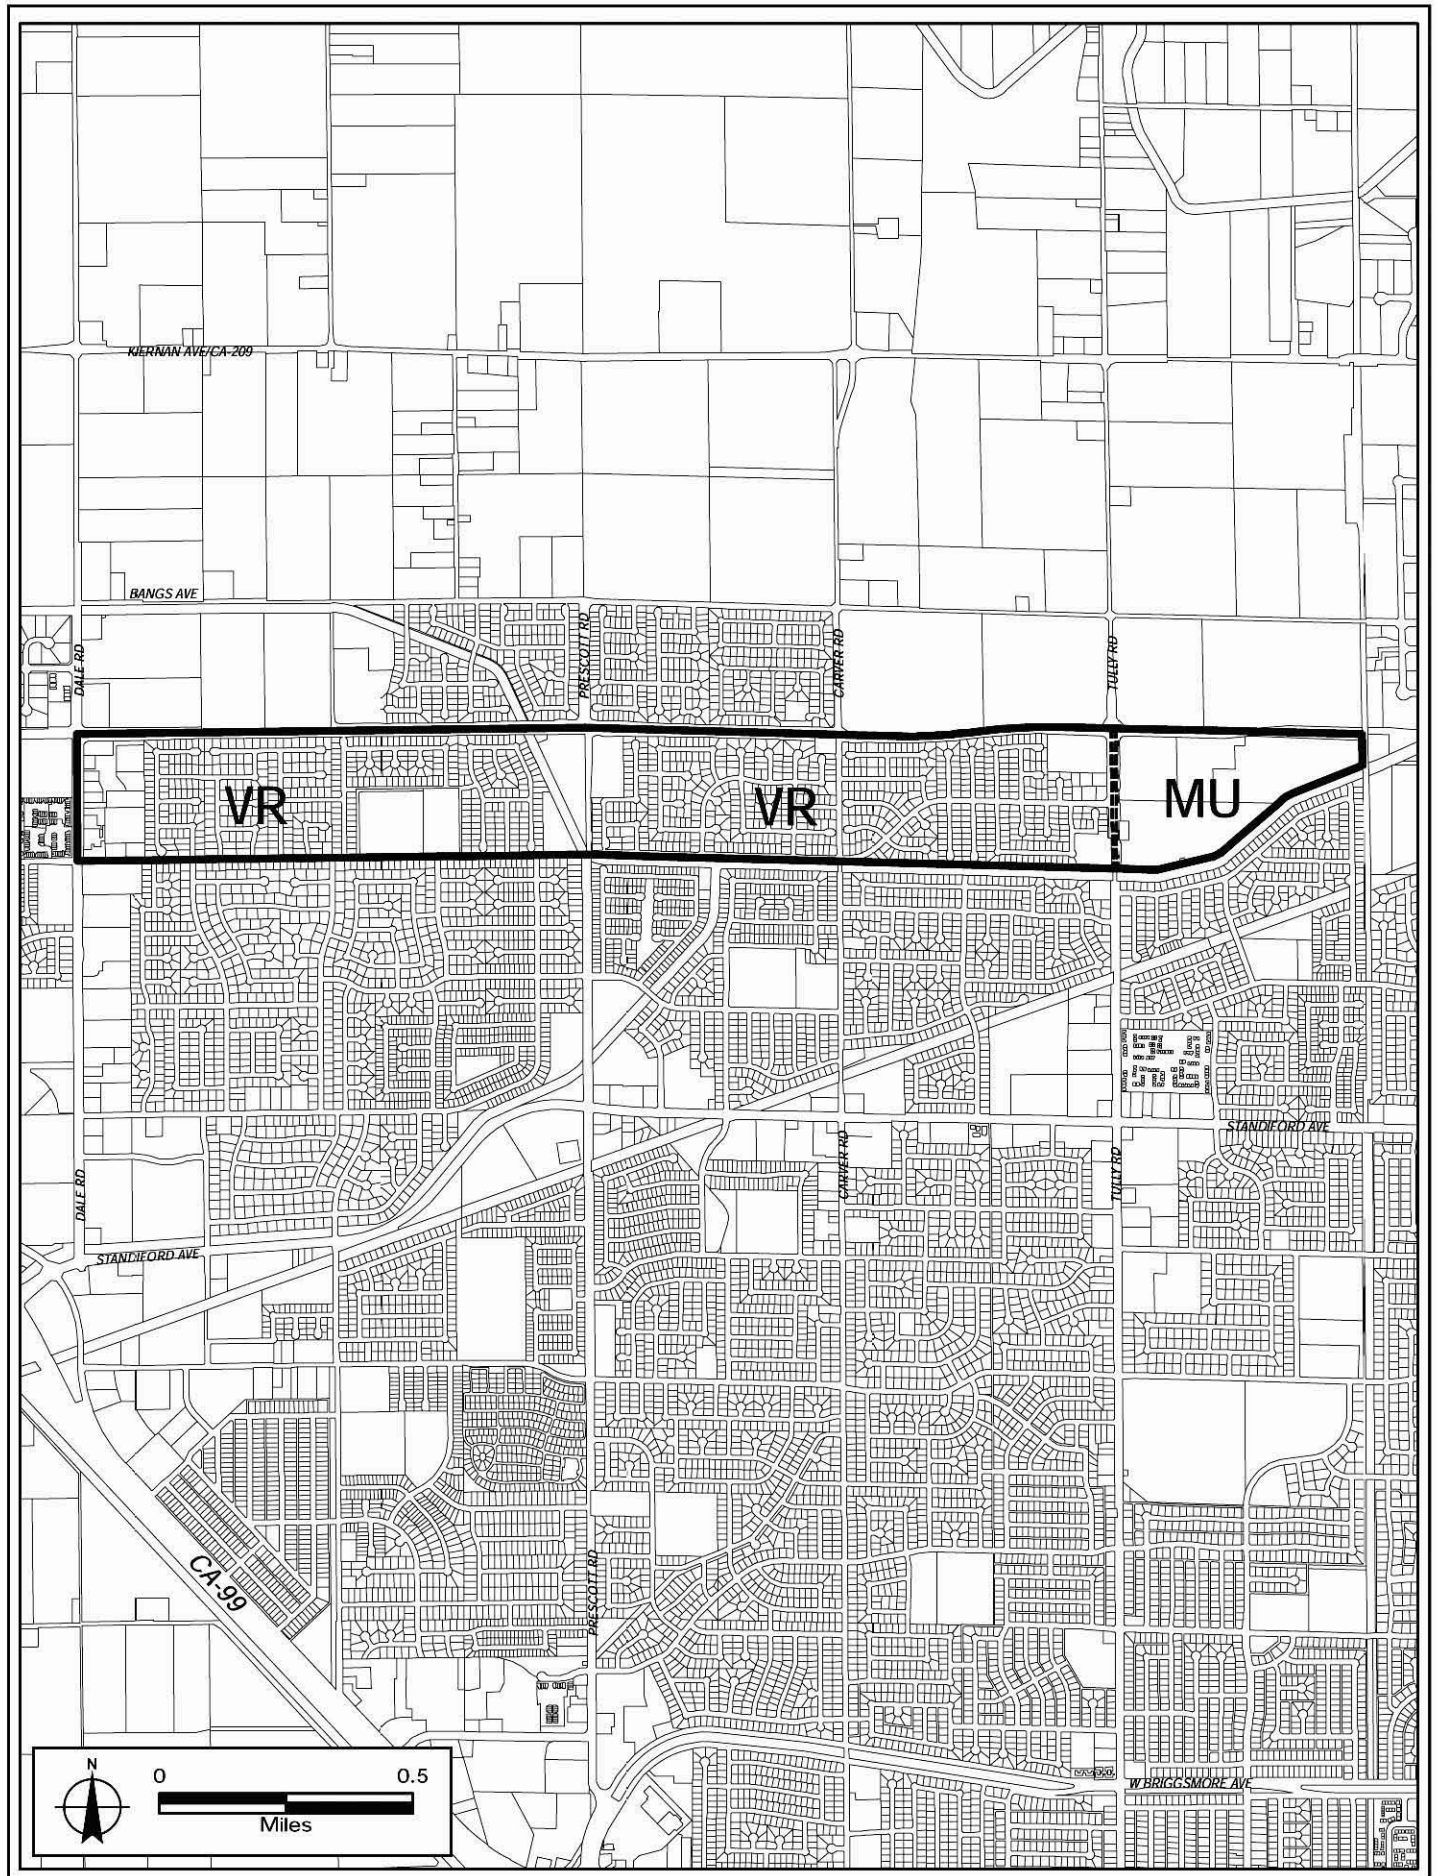 KIERNAN AVE/CA-209
BANGS AVE
DALE RD
PRESCOTT RD
CARVER RD
TULLY RD
VR
VR
MU
STANDIFORD AVE
CARVER RD
TULLY RD
DALE RD
STANDIFORD AVE
CA-99
PRESCOTT RD
N
0
0.5
Miles
W BRIGGSMORE AVE